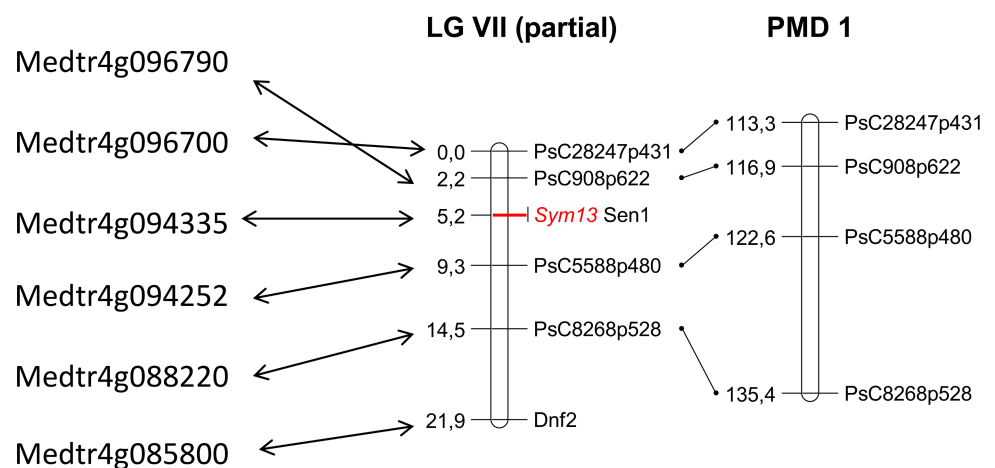 LG VII (partial)
PMD 1
Medtr4g096790
Medtr4g096700
Medtr4g094335
Medtr4g094252
Medtr4g088220
Medtr4g085800
0,0 PsC28247p431
2,2 PsC908p622
5,2 Sym13 Sen1
9,3 PsC5588p480
14,5 PsC8268p528
21,9 Dnf2
113,3 PsC28247p431
116,9 PsC908p622
122,6 PsC5588p480
135,4 PsC8268p528